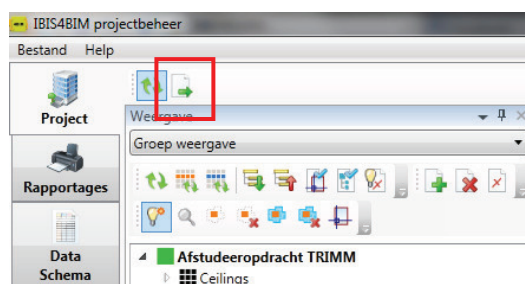 IBIS4BIM projectbeheer
Bestand Help
Project
Weergave
Groep weergave
Rapportages
Data
Schema
Afstudeeropdracht TRIMM
Ceilings